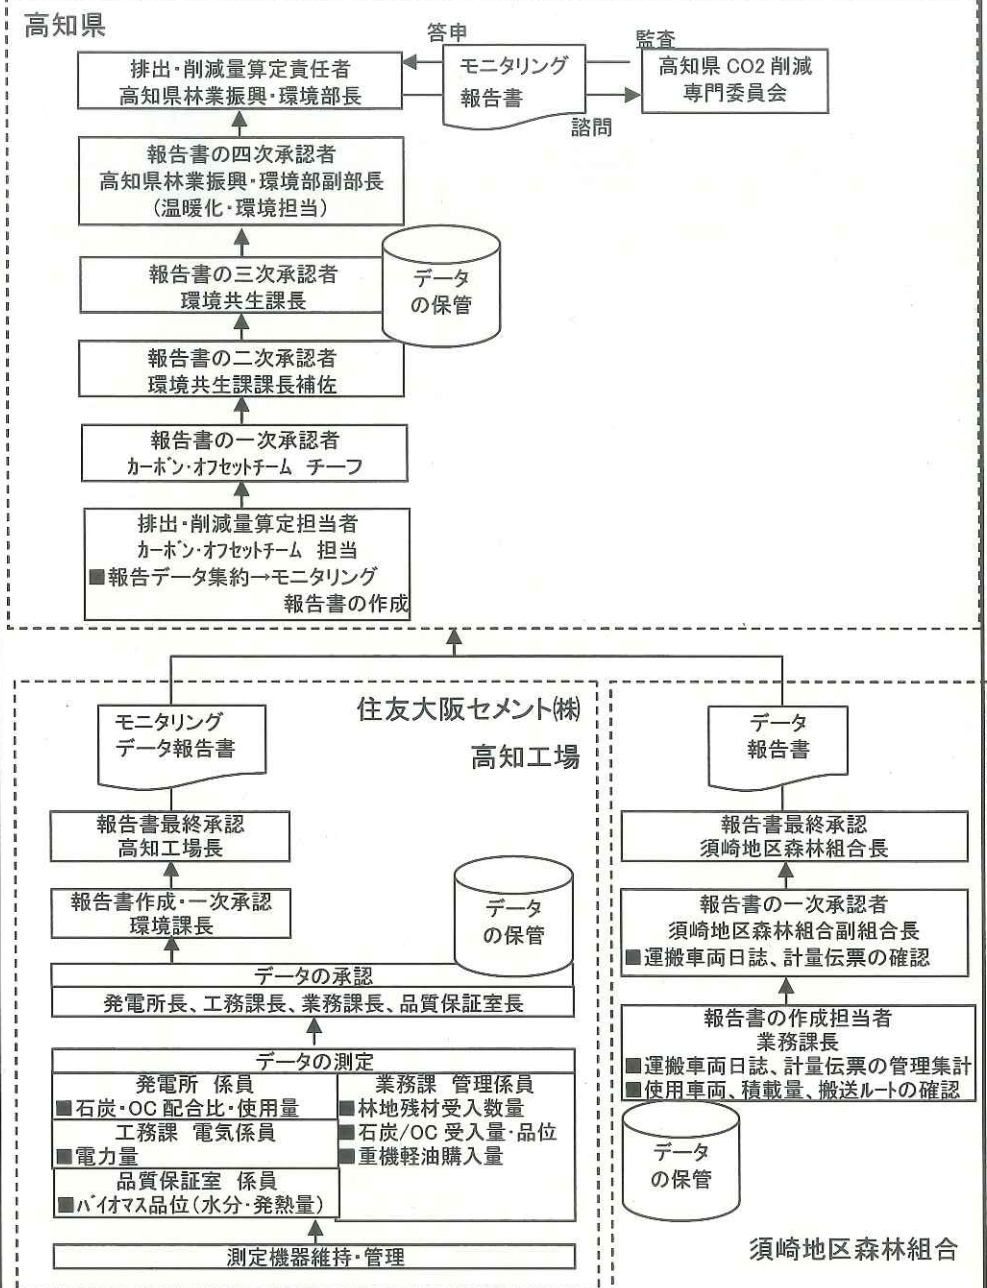 高知県
答申
監査
排出・削減量算定責任者
高知県林業振興・環境部長
モニタリング
報告書
高知県 CO2 削減
専門委員会
諮問
報告書の四次承認者
高知県林業振興・環境部副部長
(温暖化・環境担当)
報告書の三次承認者
環境共生課長
データ
の保管
報告書の二次承認者
環境共生課課長補佐
報告書の一次承認者
カーボン・オフセットチーム チーフ
排出・削減量算定担当者
カーボン・オフセットチーム 担当
■報告データ集約→モニタリング
報告書の作成
住友大阪セメント㈱
高知工場
モニタリング
データ報告書
報告書最終承認
高知工場長
報告書作成・一次承認
環境課長
データ
の保管
データの承認
発電所長、工務課長、業務課長、品質保証室長
データの測定
発電所 係員
■石炭・OC 配合比・使用量
工務課 電気係員
■電力量
品質保証室 係員
■バイオマス品位(水分・発熱量)
業務課 管理係員
■林地残材受入数量
■石炭/OC 受入量・品位
■重機軽油購入量
測定機器維持・管理
データ
報告書
報告書最終承認
須崎地区森林組合長
報告書の一次承認者
須崎地区森林組合副組合長
■運搬車両日誌、計量伝票の確認
報告書の作成担当者
業務課長
■運搬車両日誌、計量伝票の管理集計
■使用車両、積載量、搬送ルートの確認
データ
の保管
須崎地区森林組合